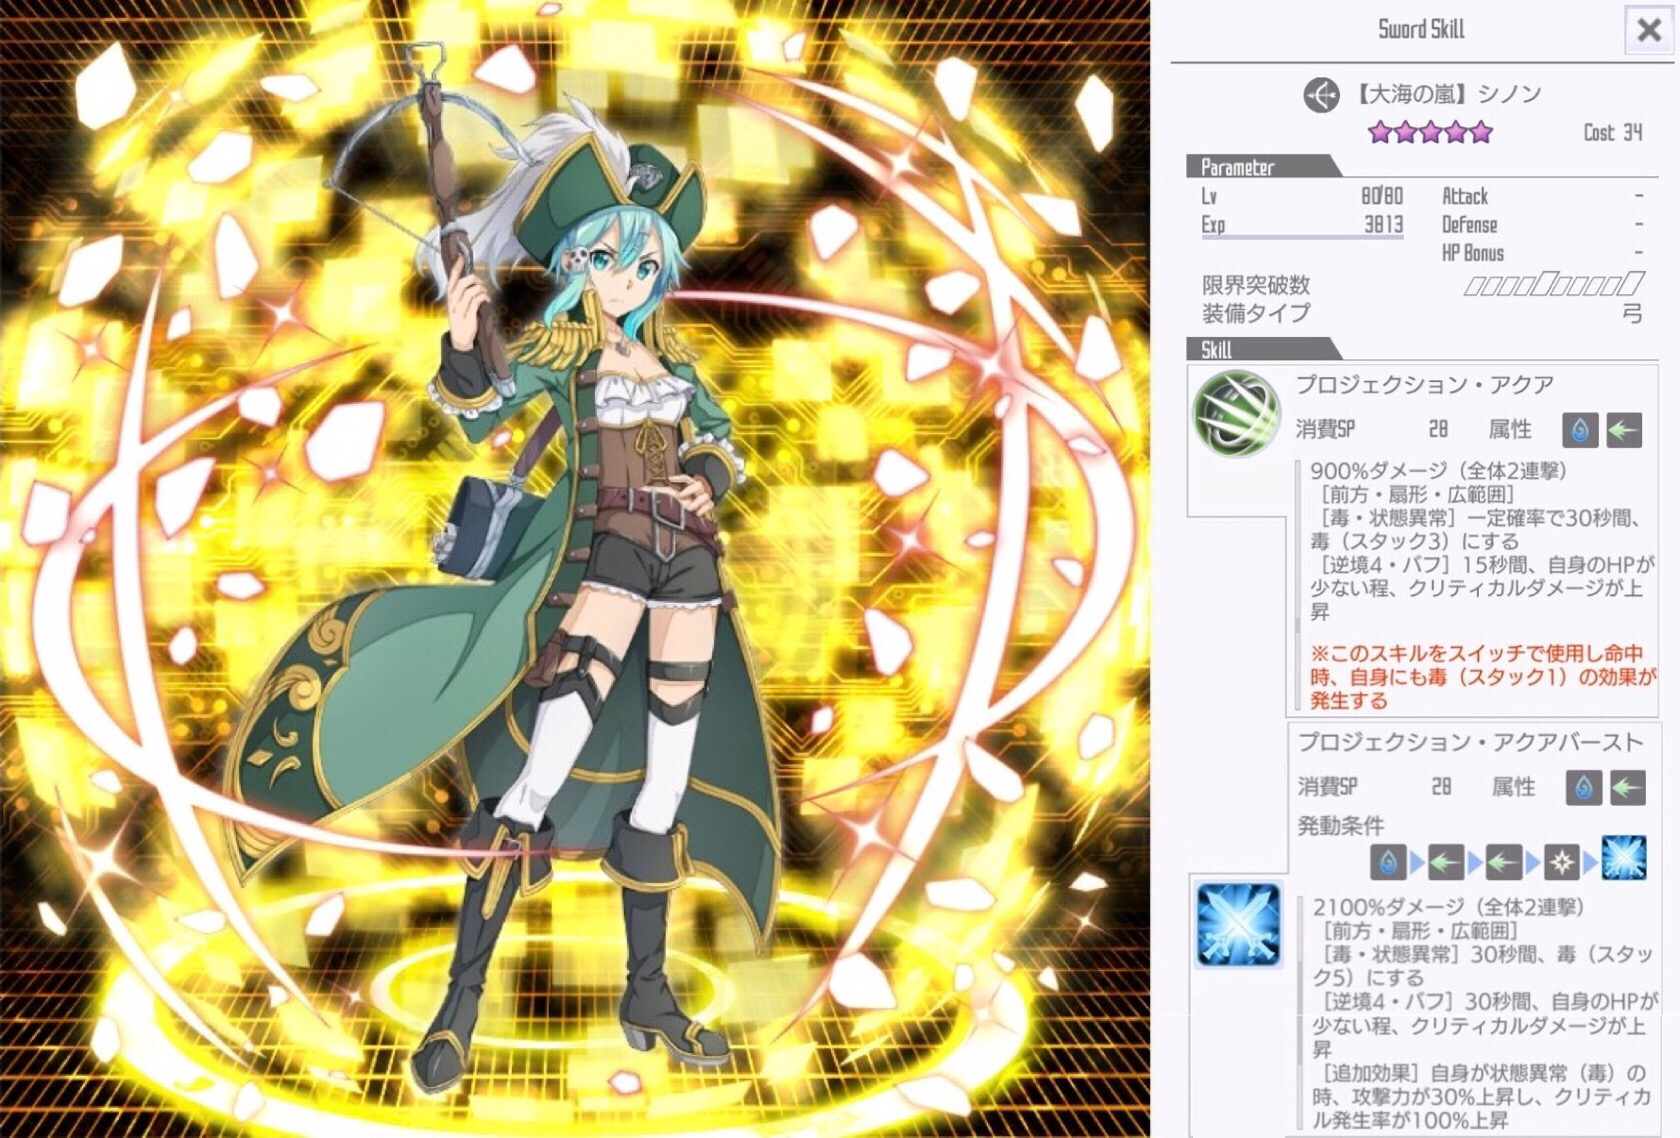 Sword Skill
【大海の嵐】シノン
Cost 34
Parameter
Lv 80/80 Attack -
Exp 3813 Defense -
HP Bonus -
限界突破数
装備タイプ 弓
Skill
プロジェクション・アクア
消費SP 28 属性
900%ダメージ（全体2連撃）
［前方・扇形・広範囲］
［毒・状態異常］一定確率で30秒間、
毒（スタック3）にする
［逆境4・バフ］15秒間、自身のHPが
少ない程、クリティカルダメージが上
昇
※このスキルをスイッチで使用し命中
時、自身にも毒（スタック1）の効果が
発生する
プロジェクション・アクアバースト
消費SP 28 属性
発動条件
2100%ダメージ（全体2連撃）
［前方・扇形・広範囲］
［毒・状態異常］30秒間、毒（スタッ
ク5）にする
［逆境4・バフ］30秒間、自身のHPが
少ない程、クリティカルダメージが上
昇
［追加効果］自身が状態異常（毒）の
時、攻撃力が30%上昇し、クリティカ
ル発生率が100%上昇